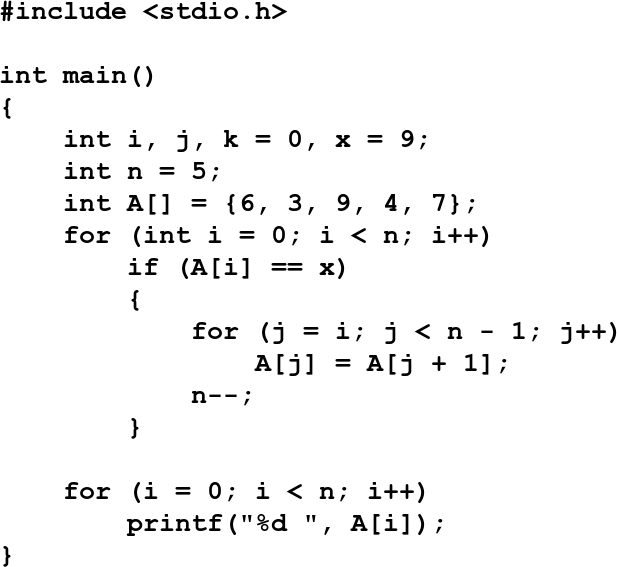 #include <stdio.h>

int main()
{
    int i, j, k = 0, x = 9;
    int n = 5;
    int A[] = {6, 3, 9, 4, 7};
    for (int i = 0; i < n; i++)
        if (A[i] == x)
        {
            for (j = i; j < n - 1; j++)
                A[j] = A[j + 1];
            n--;
        }

    for (i = 0; i < n; i++)
        printf("%d ", A[i]);
}